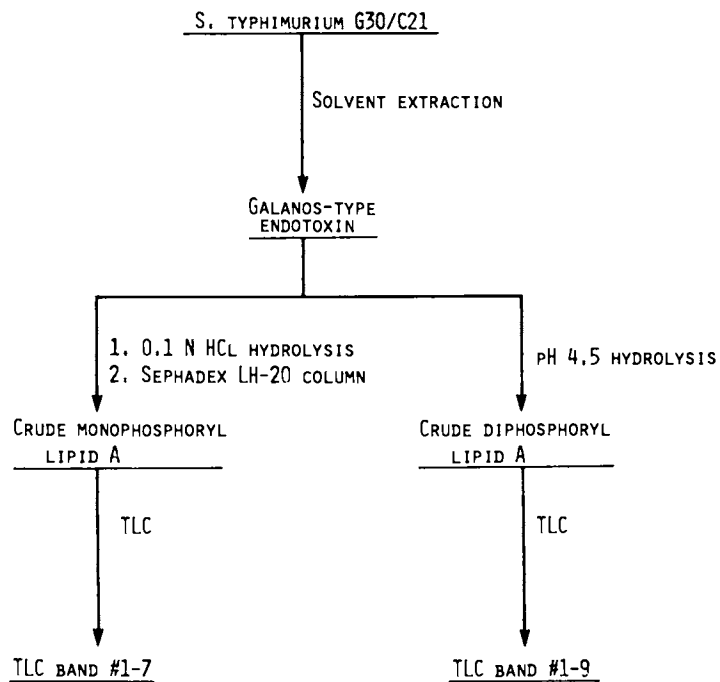 S. TYPHIMURIUM G30/C21
SOLVENT EXTRACTION
GALANOS-TYPE
ENDOTOXIN
1. 0.1 N HCL HYDROLYSIS
2. SEPHADEX LH-20 COLUMN
PH 4.5 HYDROLYSIS
CRUDE MONOPHOSPHORYL
LIPID A
CRUDE DIPHOSPHORYL
LIPID A
TLC
TLC
TLC BAND #1-7
TLC BAND #1-9